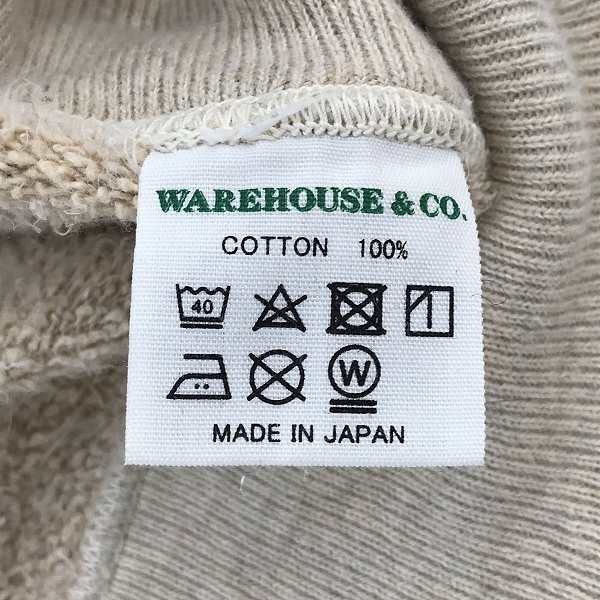 WAREHOUSE & CO.
COTTON 100%
40
W
MADE IN JAPAN